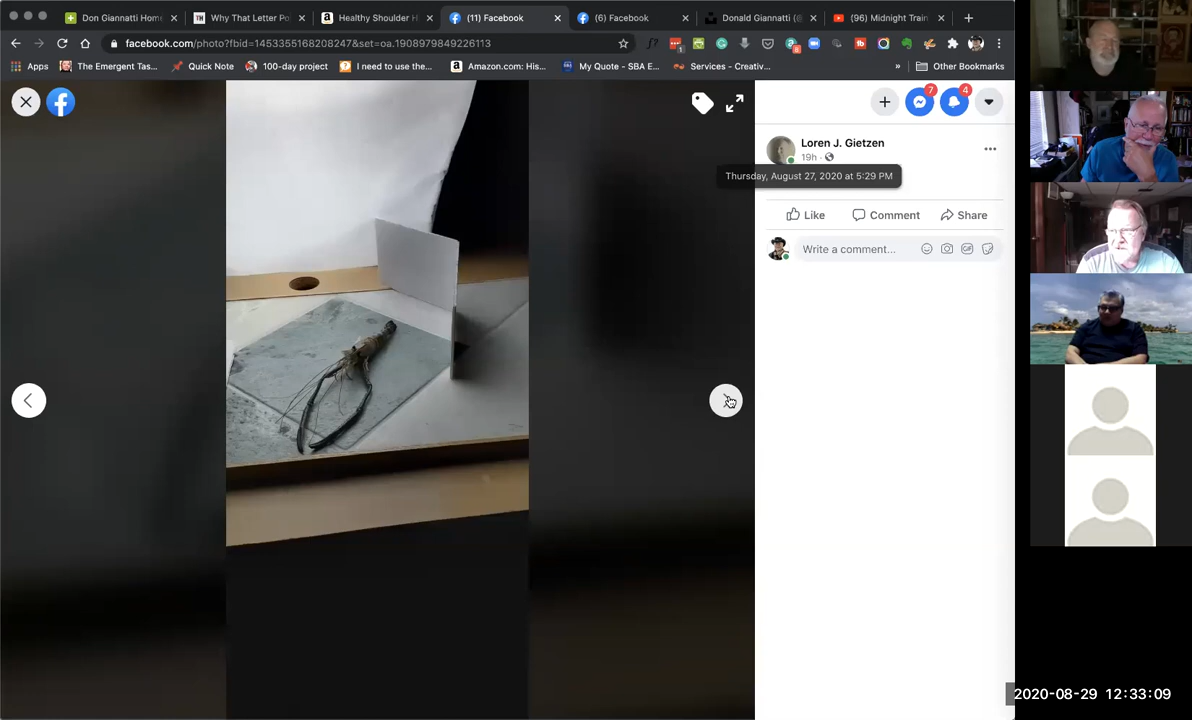 Don Giannatti Hom
Why That Letter Po
Healthy Shoulder H
(11) Facebook
(6) Facebook
Donald Giannatti (@
(96) Midnight Train
facebook.com/photo?fbid=1453355168208247&set=oa.1908979849226113
Apps
The Emergent Tas...
Quick Note
100-day project
I need to use the...
Amazon.com: His...
My Quote - SBA E...
Services - Creativ...
»
Other Bookmarks
7
4
Loren J. Gietzen
19h ·
Thursday, August 27, 2020 at 5:29 PM
Like
Comment
Share
Write a comment...
GIF
2020-08-29 12:33:09